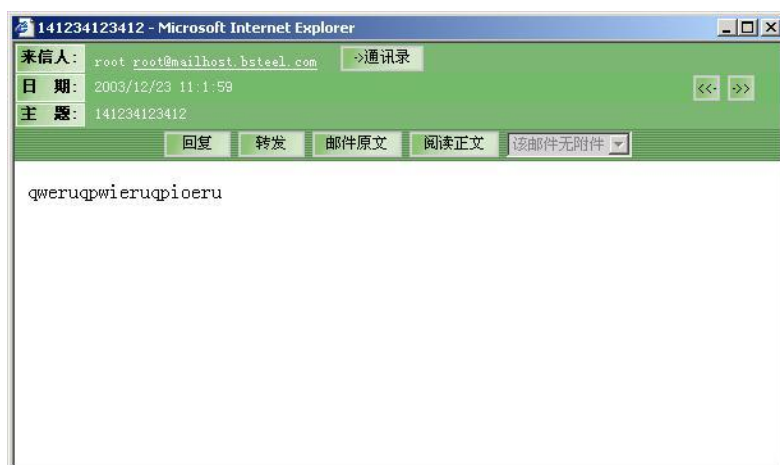 141234123412 - Microsoft Internet Explorer
来信人: root root@mailhost.bsteel.com ->通讯录
日 期: 2003/12/23 11:1:59 <<- ->>
主 题: 141234123412
回复 转发 邮件原文 阅读正文 该邮件无附件
qweruqpwieruqpioeru